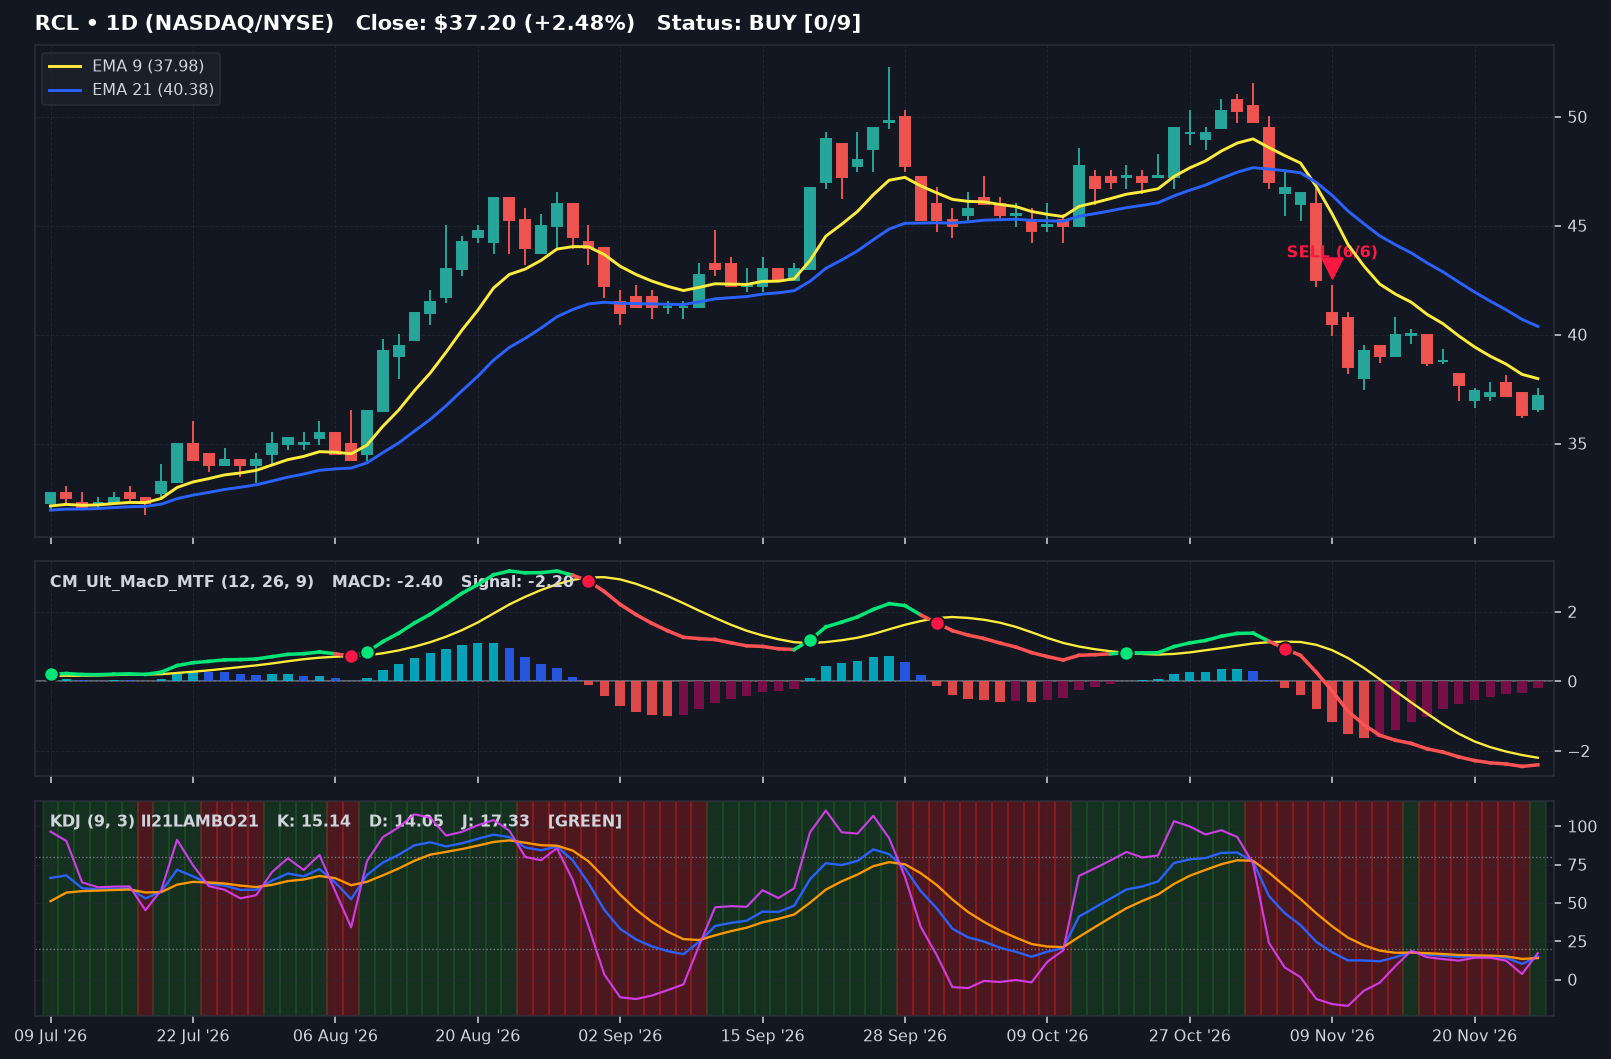 RCL • 1D (NASDAQ/NYSE)   Close: $37.20 (+2.48%)   Status: BUY [0/9]
EMA 9 (37.98)
EMA 21 (40.38)
50
45
SELL (6/6)
40
35
CM_Ult_MacD_MTF (12, 26, 9)   MACD: -2.40   Signal: -2.20
2
0
−2
KDJ (9, 3) II21LAMBO21   K: 15.14   D: 14.05   J: 17.33   [GREEN]
100
75
50
25
0
09 Jul '26
22 Jul '26
06 Aug '26
20 Aug '26
02 Sep '26
15 Sep '26
28 Sep '26
09 Oct '26
27 Oct '26
09 Nov '26
20 Nov '26